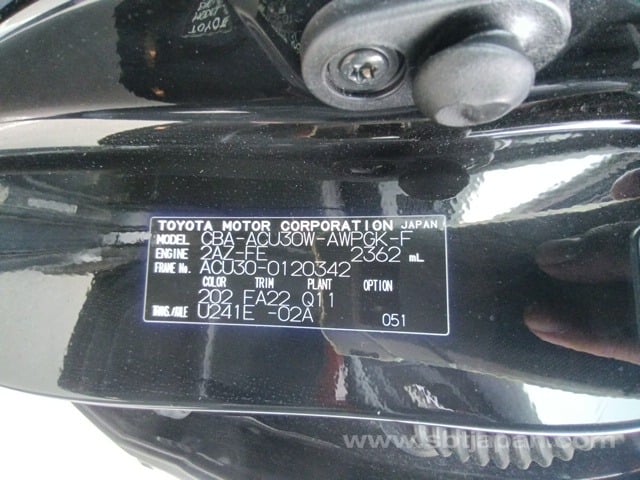 TOYOTA MOTOR CORPORATION JAPAN
MODEL CBA-ACU30W-AWPGK-F
ENGINE 2AZ-FE 2362 mL
FRAME No. ACU30-0120342
COLOR TRIM PLANT OPTION
202 FA22 Q11
TRANS./AXLE U241E -02A 051
www.sbtjapan.com